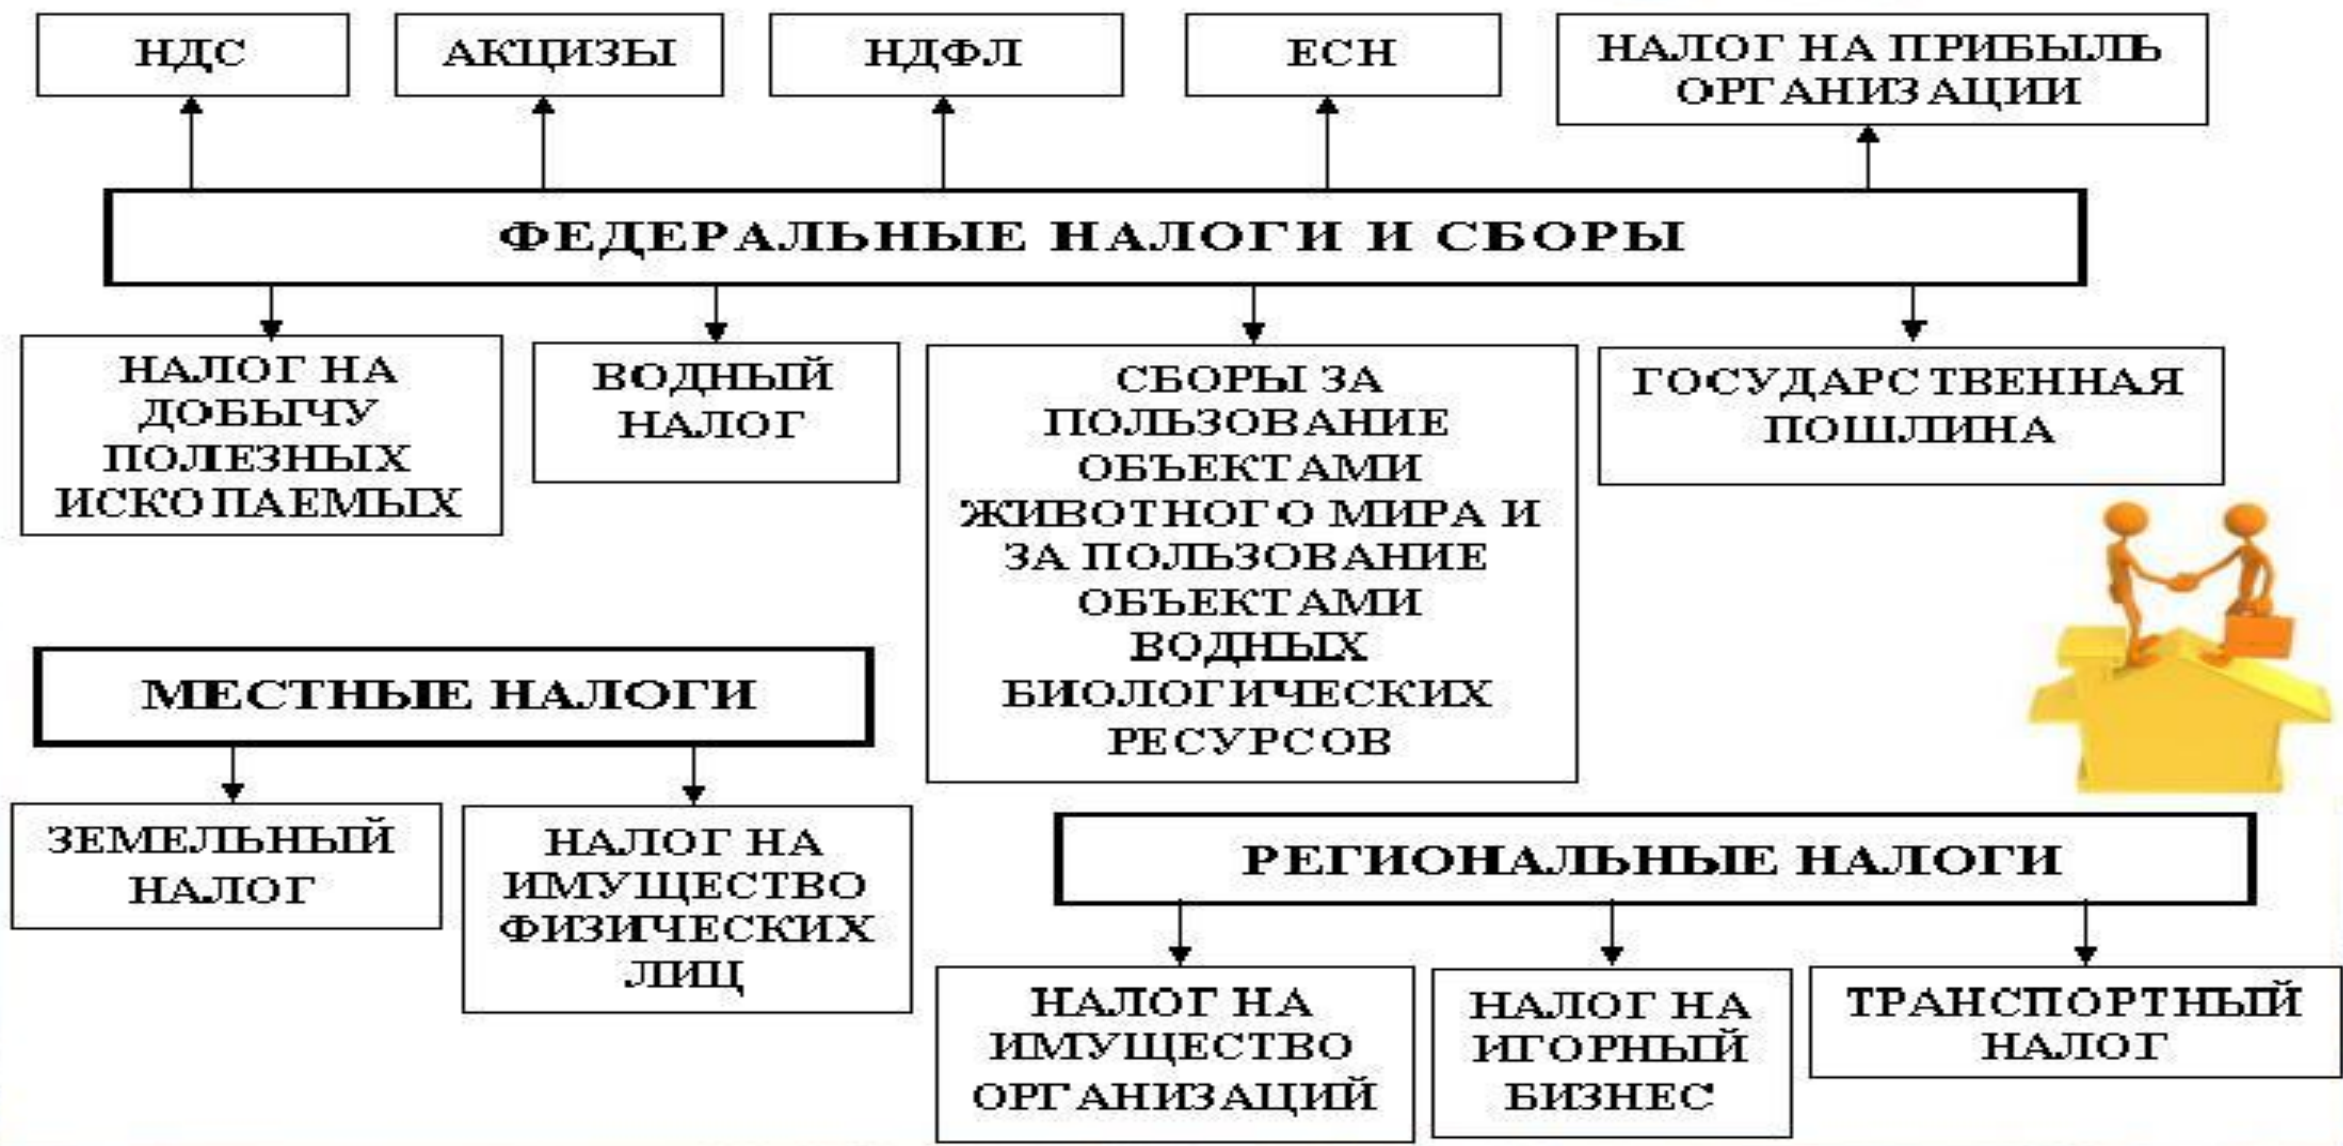 НДС
АКЦИЗЫ
НДФЛ
ЕСН
НАЛОГ НА ПРИБЫЛЬ
ОРГАНИЗАЦИИ
ФЕДЕРАЛЬНЫЕ НАЛОГИ И СБОРЫ
НАЛОГ НА
ДОБЫЧУ
ПОЛЕЗНЫХ
ИСКОПАЕМЫХ
ВОДНЫЙ
НАЛОГ
СБОРЫ ЗА
ПОЛЬЗОВАНИЕ
ОБЪЕКТАМИ
ЖИВОТНОГО МИРА И
ЗА ПОЛЬЗОВАНИЕ
ОБЪЕКТАМИ
ВОДНЫХ
БИОЛОГИЧЕСКИХ
РЕСУРСОВ
ГОСУДАРСТВЕННАЯ
ПОШЛИНА
МЕСТНЫЕ НАЛОГИ
ЗЕМЕЛЬНЫЙ
НАЛОГ
НАЛОГ НА
ИМУЩЕСТВО
ФИЗИЧЕСКИХ
ЛИЦ
РЕГИОНАЛЬНЫЕ НАЛОГИ
НАЛОГ НА
ИМУЩЕСТВО
ОРГАНИЗАЦИЙ
НАЛОГ НА
ИГОРНЫЙ
БИЗНЕС
ТРАНСПОРТНЫЙ
НАЛОГ